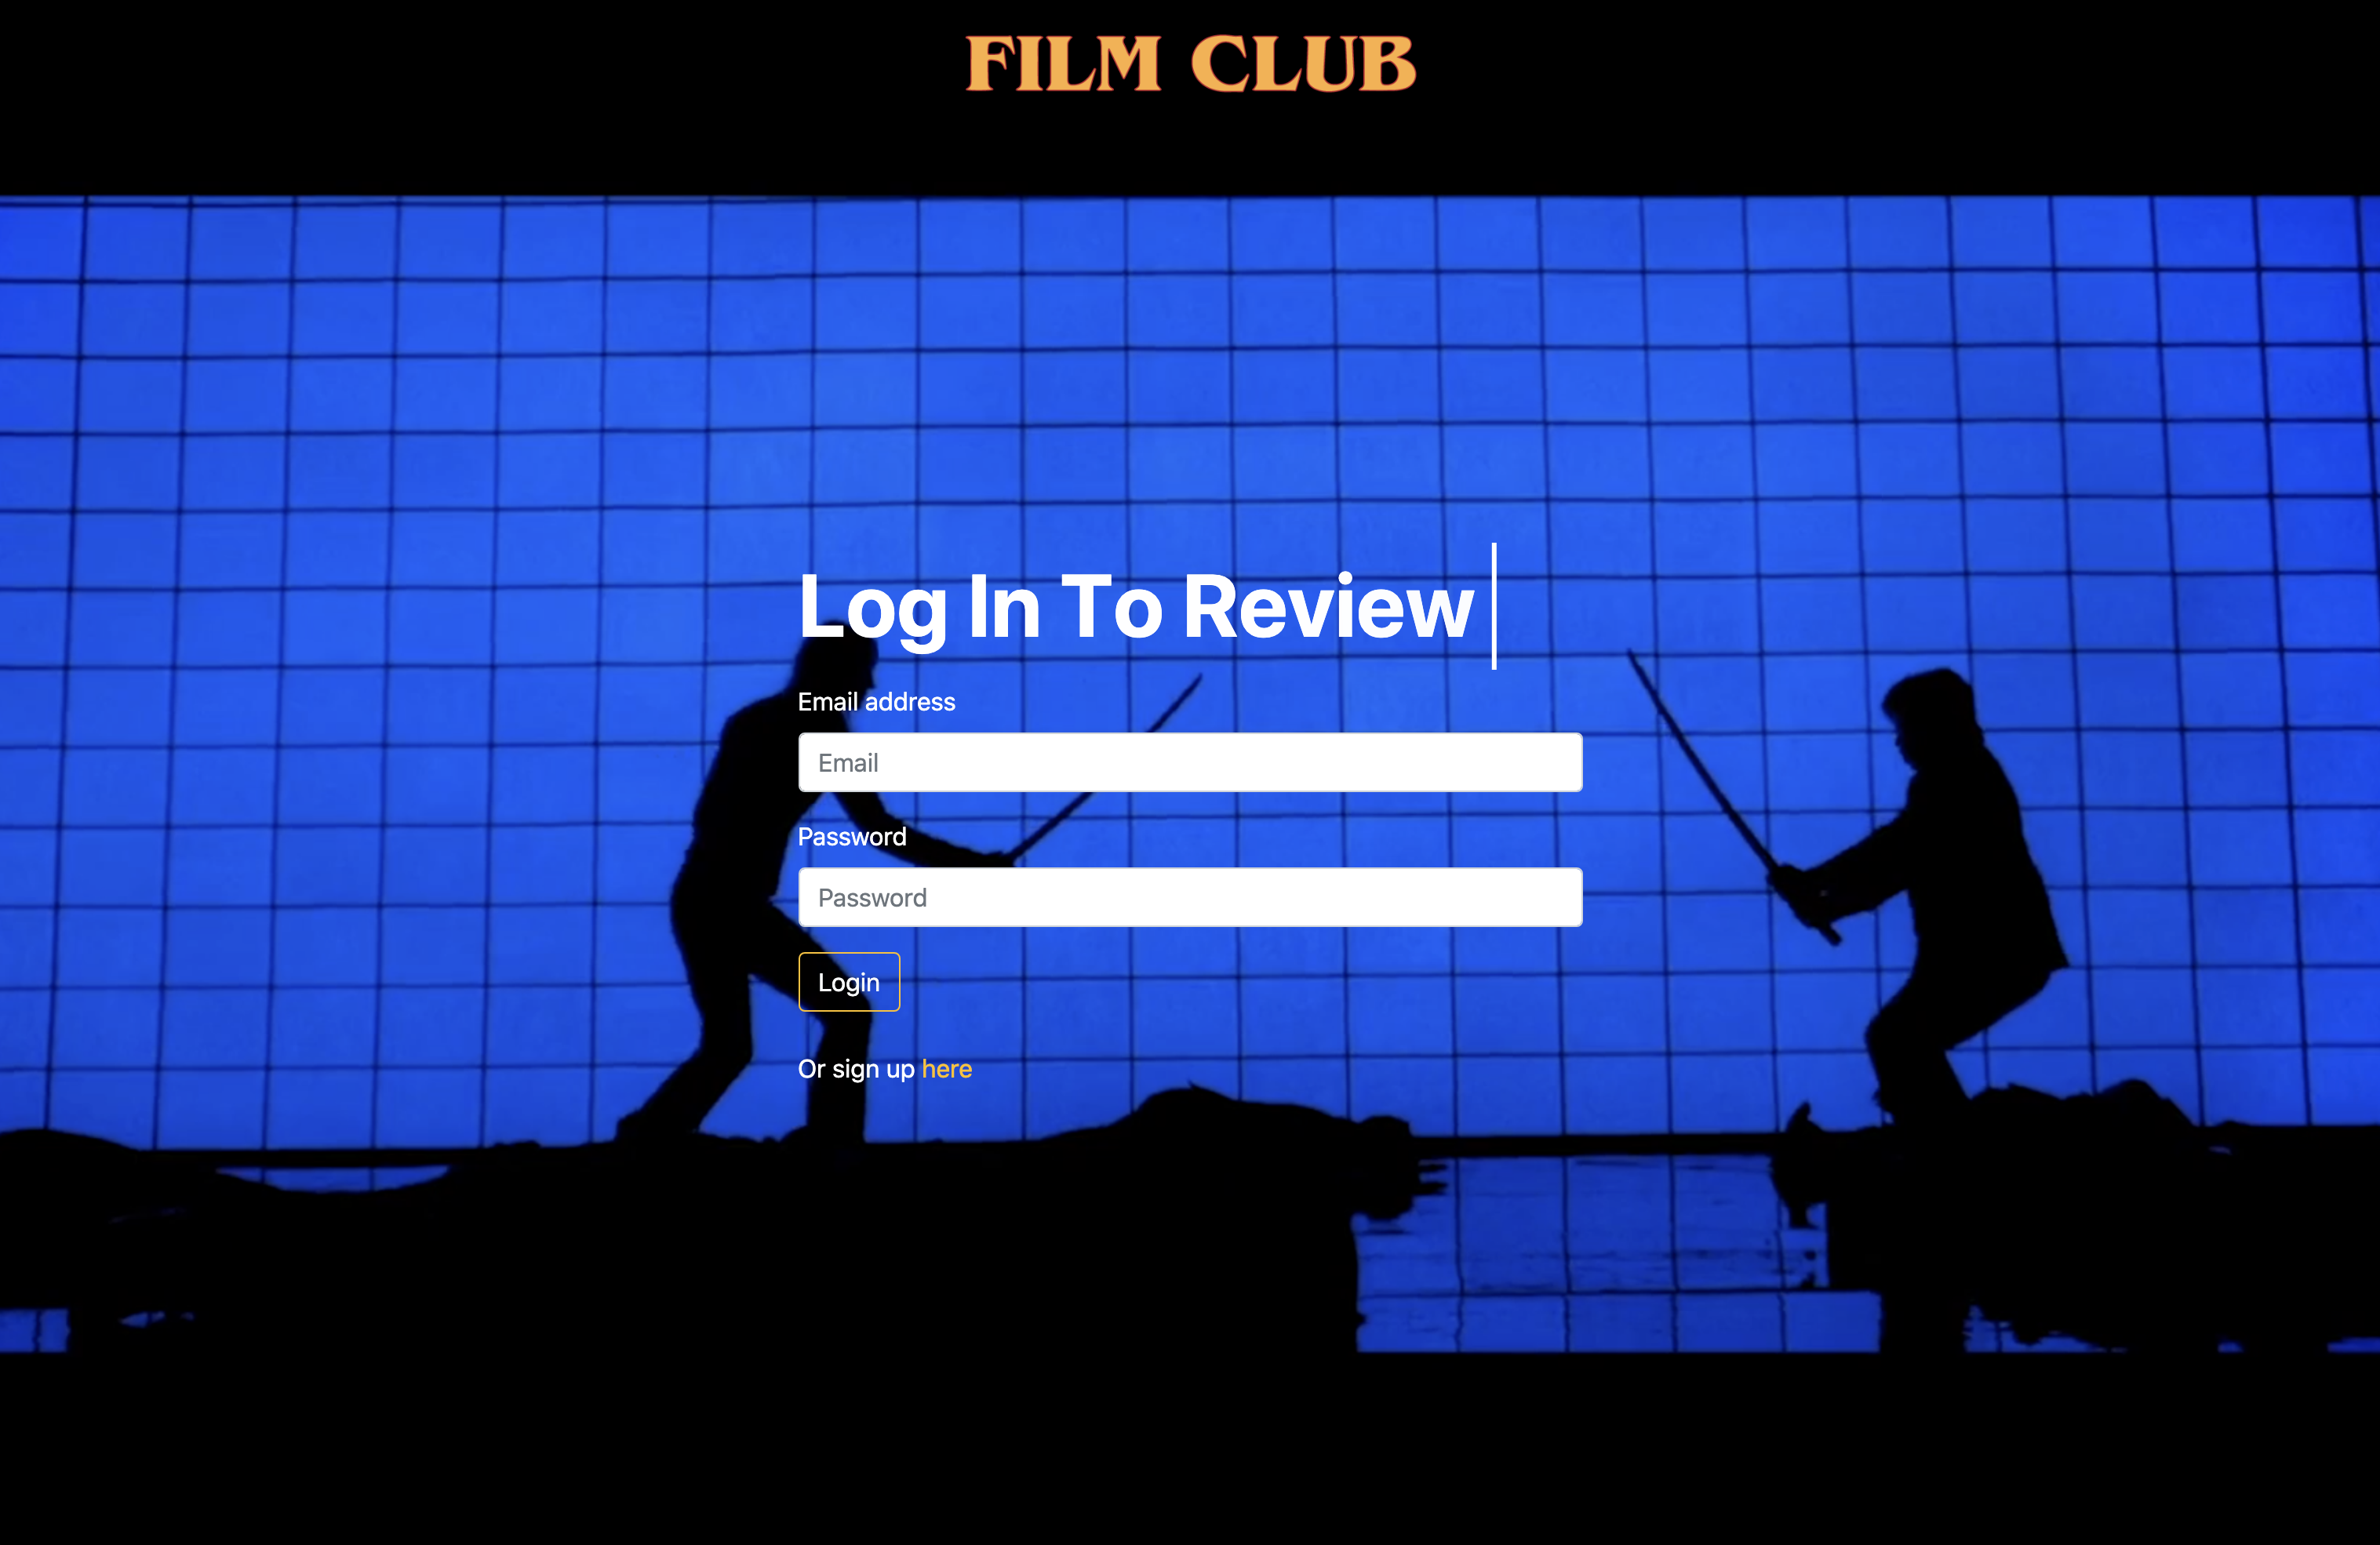 FILM CLUB
Log In To Review
Email address
Email
Password
Password
Login
Or sign up here